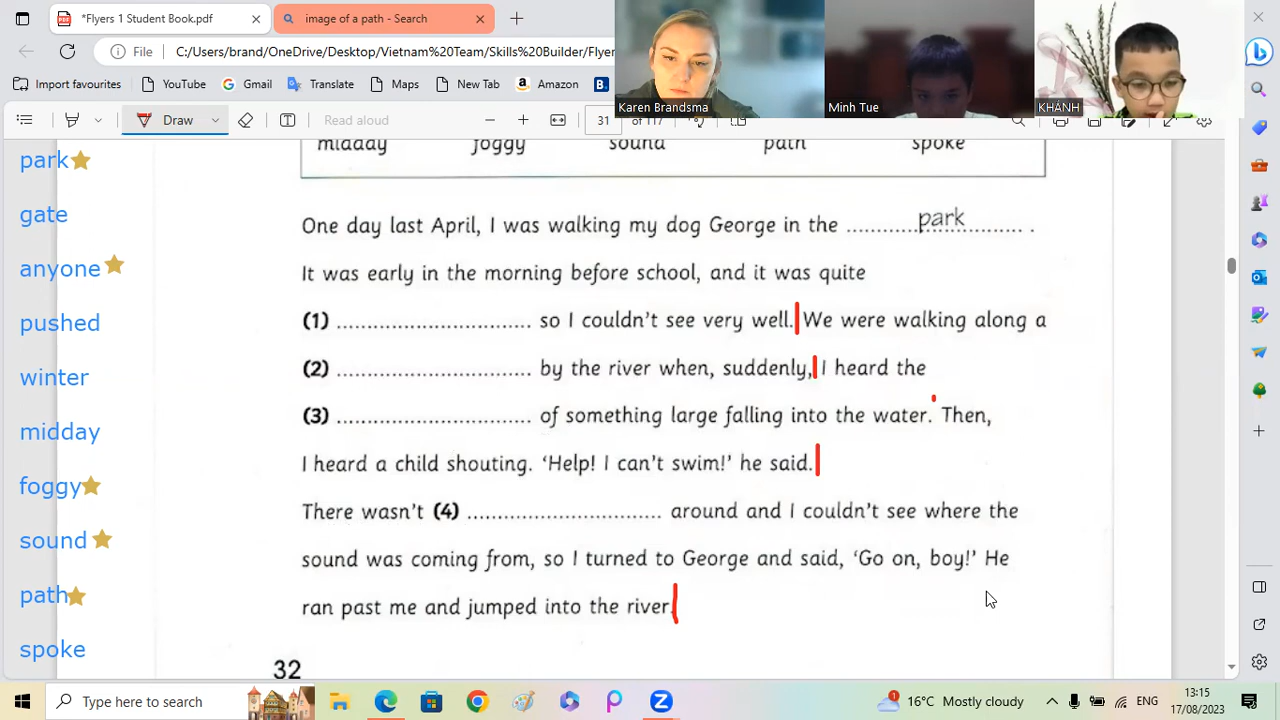 *Flyers 1 Student Book.pdf
image of a path - Search
File
C:/Users/brand/OneDrive/Desktop/Vietnam%20Team/Skills%20Builder/Flyer
Import favourites YouTube Gmail Translate Maps News Amazon
Karen Brandsma
Minh Tue
KHÁNH
Draw
Read aloud
31 of 117
midday foggy sound path spoke
park
gate
anyone
pushed
winter
midday
foggy
sound
path
spoke
One day last April, I was walking my dog George in the park .
It was early in the morning before school, and it was quite
(1) .............................. so I couldn't see very well. We were walking along a
(2) .............................. by the river when, suddenly, I heard the
(3) .............................. of something large falling into the water. Then,
I heard a child shouting. 'Help! I can't swim!' he said.
There wasn't (4) .............................. around and I couldn't see where the
sound was coming from, so I turned to George and said, 'Go on, boy!' He
ran past me and jumped into the river.
32
Type here to search
1
16°C Mostly cloudy
ENG
13:15
17/08/2023